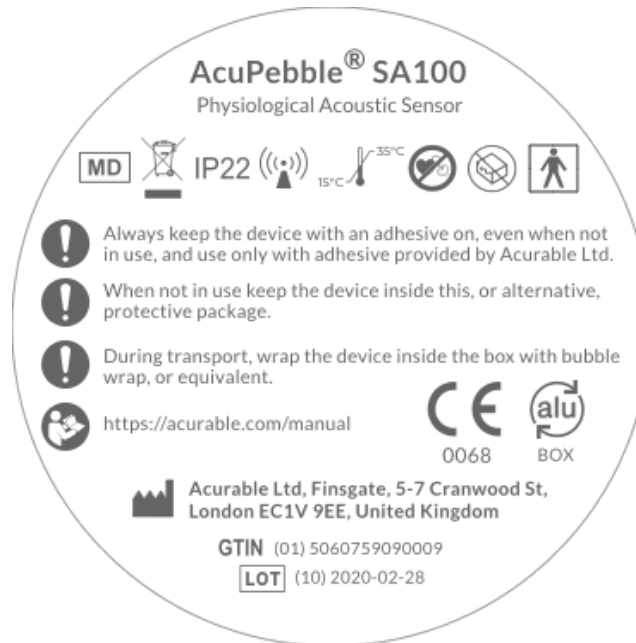 AcuPebble® SA100
Physiological Acoustic Sensor
MD IP22 15°C 35°C
Always keep the device with an adhesive on, even when not
in use, and use only with adhesive provided by Acurable Ltd.
When not in use keep the device inside this, or alternative,
protective package.
During transport, wrap the device inside the box with bubble
wrap, or equivalent.
https://acurable.com/manual
CE alu
0068 BOX
Acurable Ltd, Finsgate, 5-7 Cranwood St,
London EC1V 9EE, United Kingdom
GTIN (01) 5060759090009
LOT (10) 2020-02-28